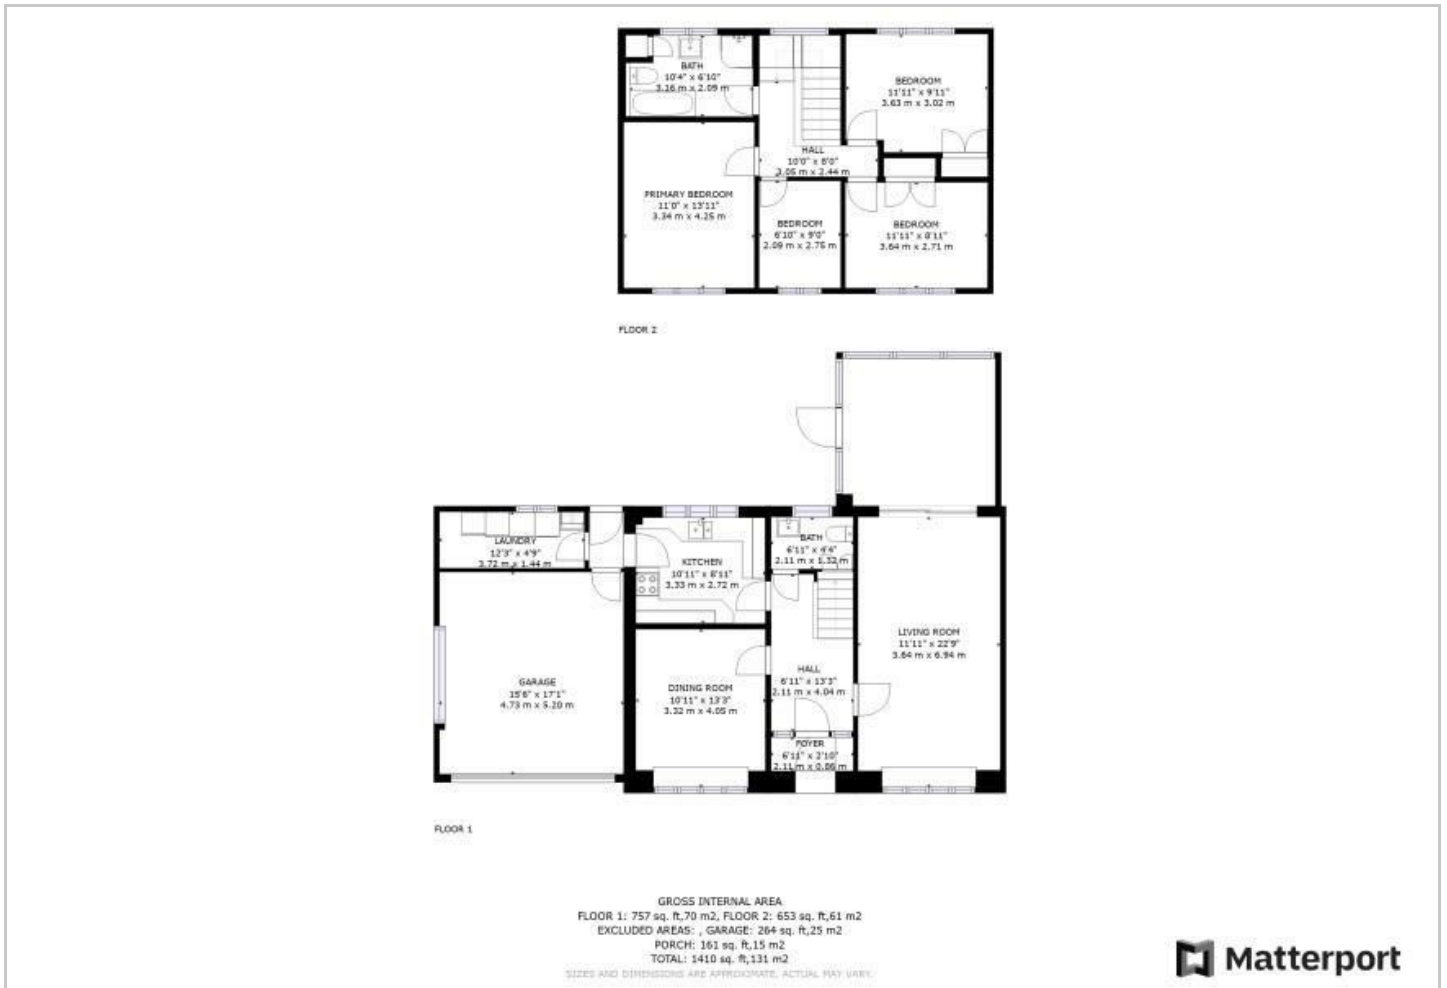 BATH
10'4" x 6'10"
3.16 m x 2.09 m
BEDROOM
11'11" x 9'11"
3.63 m x 3.02 m
HALL
10'0" x 8'0"
3.05 m x 2.44 m
PRIMARY BEDROOM
11'0" x 13'11"
3.34 m x 4.25 m
BEDROOM
6'10" x 9'0"
2.09 m x 2.75 m
BEDROOM
11'11" x 8'11"
3.64 m x 2.71 m
FLOOR 2
LAUNDRY
12'3" x 4'9"
3.72 m x 1.44 m
KITCHEN
10'11" x 8'11"
3.33 m x 2.72 m
BATH
6'11" x 4'4"
2.11 m x 1.32 m
LIVING ROOM
11'11" x 22'9"
3.64 m x 6.94 m
GARAGE
15'6" x 17'1"
4.73 m x 5.20 m
DINING ROOM
10'11" x 13'3"
3.32 m x 4.05 m
HALL
6'11" x 13'3"
2.11 m x 4.04 m
FOYER
6'11" x 2'10"
2.11 m x 0.86 m
FLOOR 1
GROSS INTERNAL AREA
FLOOR 1: 757 sq. ft,70 m2, FLOOR 2: 653 sq. ft,61 m2
EXCLUDED AREAS: , GARAGE: 264 sq. ft,25 m2
PORCH: 161 sq. ft,15 m2
TOTAL: 1410 sq. ft,131 m2
SIZES AND DIMENSIONS ARE APPROXIMATE, ACTUAL MAY VARY.
Matterport